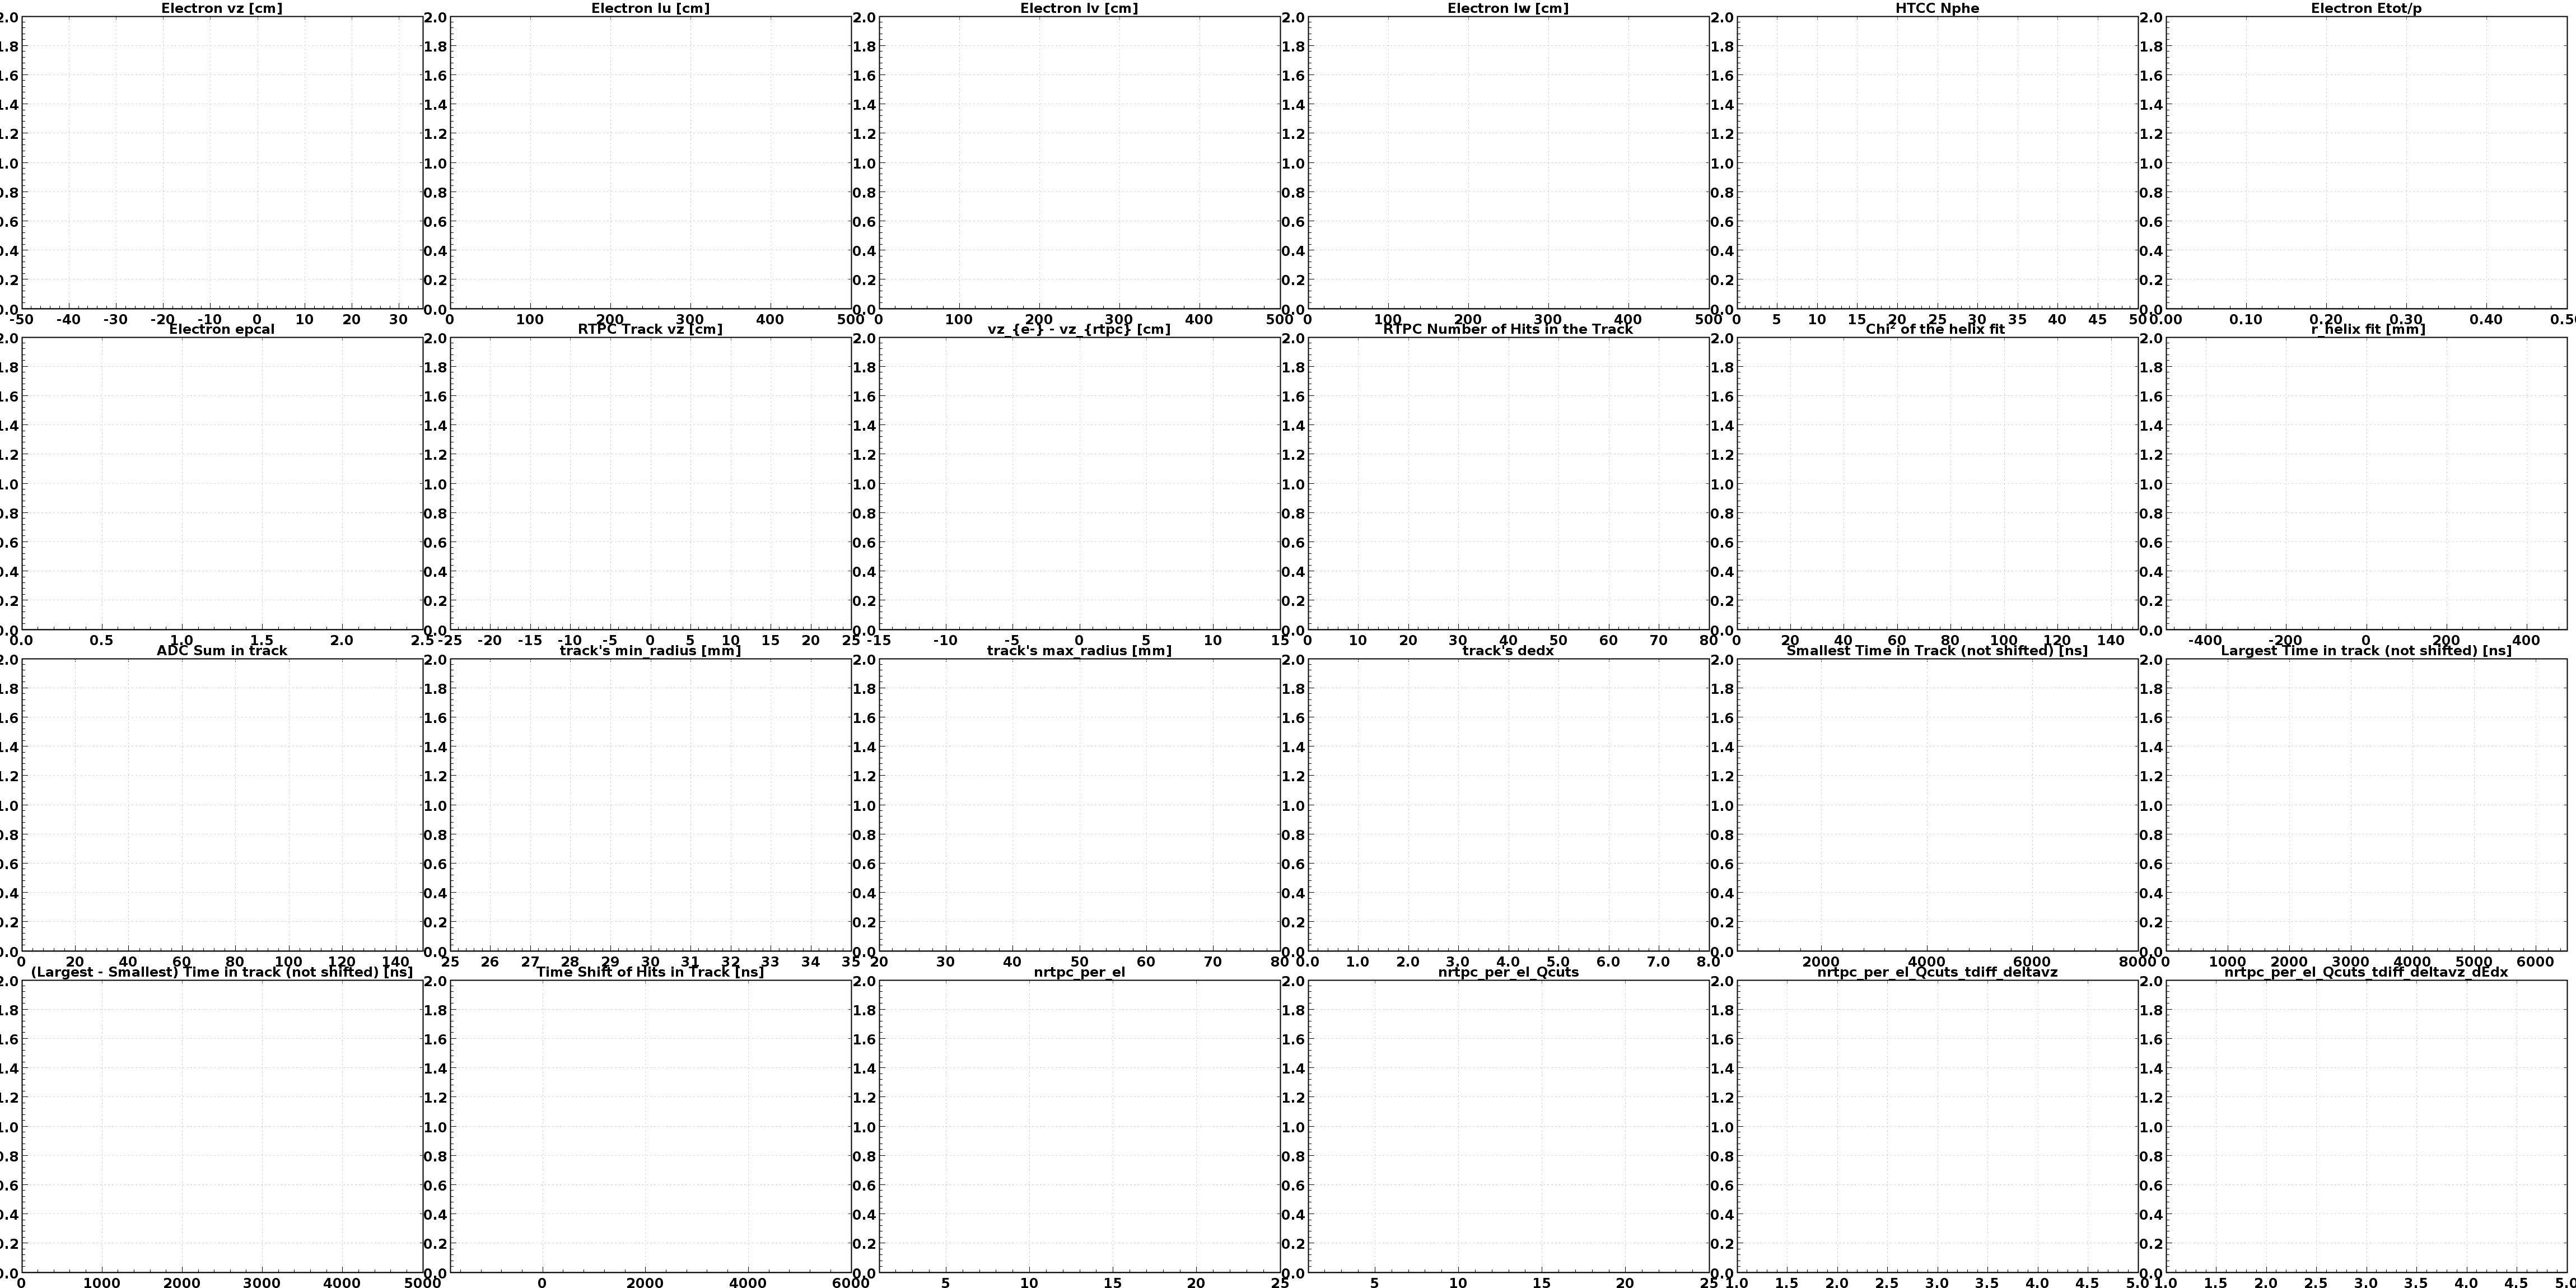 Electron vz [cm] Electron lu [cm] Electron lv [cm] Electron lw [cm] HTCC Nphe Electron Etot/p
2.0 2.0 2.0 2.0 2.0 2.0
1.8 1.8 1.8 1.8 1.8 1.8
1.6 1.6 1.6 1.6 1.6 1.6
1.4 1.4 1.4 1.4 1.4 1.4
1.2 1.2 1.2 1.2 1.2 1.2
1.0 1.0 1.0 1.0 1.0 1.0
0.8 0.8 0.8 0.8 0.8 0.8
0.6 0.6 0.6 0.6 0.6 0.6
0.4 0.4 0.4 0.4 0.4 0.4
0.2 0.2 0.2 0.2 0.2 0.2
0.0 0.0 0.0 0.0 0.0 0.0
-50 -40 -30 -20 -10 0 10 20 30 0 100 200 300 400 500 0 100 200 300 400 500 0 100 200 300 400 500 0 5 10 15 20 25 30 35 40 45 50 0.00 0.10 0.20 0.30 0.40 0.50
Electron epcal RTPC Track vz [cm] vz_{e-} - vz_{rtpc} [cm] RTPC Number of Hits in the Track Chi² of the helix fit r_helix fit [mm]
2.0 2.0 2.0 2.0 2.0 2.0
1.8 1.8 1.8 1.8 1.8 1.8
1.6 1.6 1.6 1.6 1.6 1.6
1.4 1.4 1.4 1.4 1.4 1.4
1.2 1.2 1.2 1.2 1.2 1.2
1.0 1.0 1.0 1.0 1.0 1.0
0.8 0.8 0.8 0.8 0.8 0.8
0.6 0.6 0.6 0.6 0.6 0.6
0.4 0.4 0.4 0.4 0.4 0.4
0.2 0.2 0.2 0.2 0.2 0.2
0.0 0.0 0.0 0.0 0.0 0.0
0.0 0.5 1.0 1.5 2.0 2.5 -25 -20 -15 -10 -5 0 5 10 15 20 25 -15 -10 -5 0 5 10 15 0 10 20 30 40 50 60 70 80 0 20 40 60 80 100 120 140 -400 -200 0 200 400
ADC Sum in track track's min_radius [mm] track's max_radius [mm] track's dedx Smallest Time in Track (not shifted) [ns] Largest Time in track (not shifted) [ns]
2.0 2.0 2.0 2.0 2.0 2.0
1.8 1.8 1.8 1.8 1.8 1.8
1.6 1.6 1.6 1.6 1.6 1.6
1.4 1.4 1.4 1.4 1.4 1.4
1.2 1.2 1.2 1.2 1.2 1.2
1.0 1.0 1.0 1.0 1.0 1.0
0.8 0.8 0.8 0.8 0.8 0.8
0.6 0.6 0.6 0.6 0.6 0.6
0.4 0.4 0.4 0.4 0.4 0.4
0.2 0.2 0.2 0.2 0.2 0.2
0.0 0.0 0.0 0.0 0.0 0.0
0 20 40 60 80 100 120 140 25 26 27 28 29 30 31 32 33 34 35 20 30 40 50 60 70 80 0.0 1.0 2.0 3.0 4.0 5.0 6.0 7.0 8.0 2000 4000 6000 8000 0 1000 2000 3000 4000 5000 6000
(Largest - Smallest) Time in track (not shifted) [ns] Time Shift of Hits in Track [ns] nrtpc_per_el nrtpc_per_el_Qcuts nrtpc_per_el_Qcuts_tdiff_deltavz nrtpc_per_el_Qcuts_tdiff_deltavz_dEdx
2.0 2.0 2.0 2.0 2.0 2.0
1.8 1.8 1.8 1.8 1.8 1.8
1.6 1.6 1.6 1.6 1.6 1.6
1.4 1.4 1.4 1.4 1.4 1.4
1.2 1.2 1.2 1.2 1.2 1.2
1.0 1.0 1.0 1.0 1.0 1.0
0.8 0.8 0.8 0.8 0.8 0.8
0.6 0.6 0.6 0.6 0.6 0.6
0.4 0.4 0.4 0.4 0.4 0.4
0.2 0.2 0.2 0.2 0.2 0.2
0.0 0.0 0.0 0.0 0.0 0.0
0 1000 2000 3000 4000 5000 0 2000 4000 6000 5 10 15 20 25 5 10 15 20 25 1.0 1.5 2.0 2.5 3.0 3.5 4.0 4.5 5.0 1.0 1.5 2.0 2.5 3.0 3.5 4.0 4.5 5.0